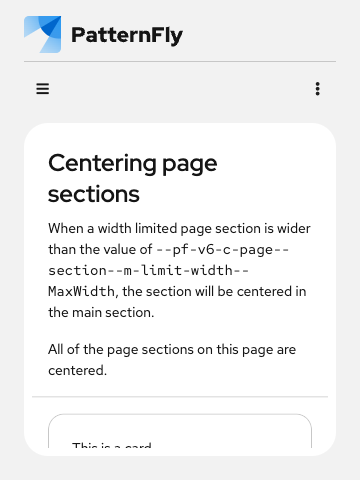 PatternFly
Centering page
sections
When a width limited page section is wider
than the value of --pf-v6-c-page--
section--m-limit-width--
MaxWidth, the section will be centered in
the main section.
All of the page sections on this page are
centered.
This is a card